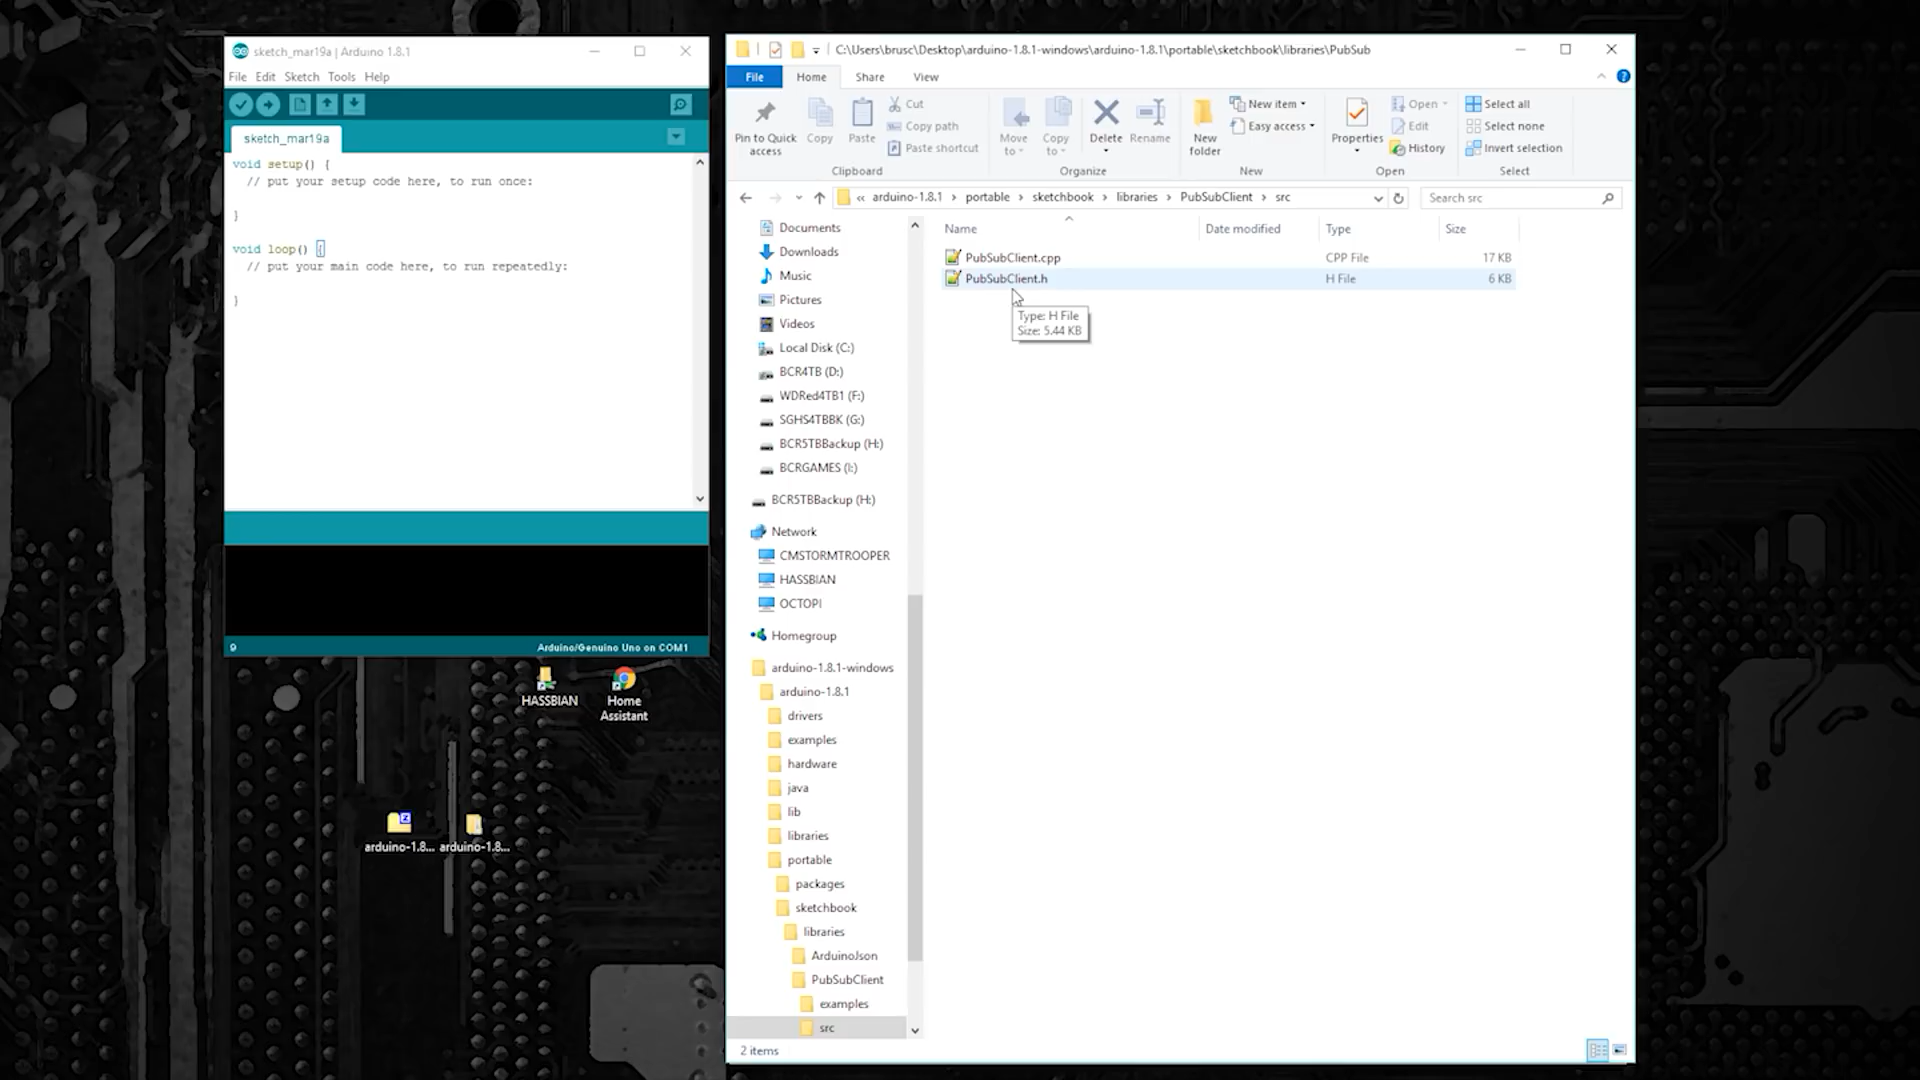 sketch_mar19a | Arduino 1.8.1
File Edit Sketch Tools Help
sketch_mar19a
void setup() {
// put your setup code here, to run once:
}
void loop() {
// put your main code here, to run repeatedly:
}
9
Arduino/Genuino Uno on COM1
HASSBIAN
Home Assistant
arduino-1.8...
arduino-1.8...
C:\Users\brusc\Desktop\arduino-1.8.1-windows\arduino-1.8.1\portable\sketchbook\libraries\PubSub
File Home Share View
Pin to Quick access
Copy
Paste
Cut
Copy path
Paste shortcut
Clipboard
Move to
Copy to
Delete
Rename
Organize
New folder
New item
Easy access
New
Properties
Open
Edit
History
Open
Select all
Select none
Invert selection
Select
« arduino-1.8.1 > portable > sketchbook > libraries > PubSubClient > src
Search src
Documents
Downloads
Music
Pictures
Videos
Local Disk (C:)
BCR4TB (D:)
WDRed4TB1 (F:)
SGHS4TBBK (G:)
BCR5TBBackup (H:)
BCRGAMES (I:)
BCR5TBBackup (H:)
Network
CMSTORMTROOPER
HASSBIAN
OCTOPI
Homegroup
arduino-1.8.1-windows
arduino-1.8.1
drivers
examples
hardware
java
lib
libraries
portable
packages
sketchbook
libraries
ArduinoJson
PubSubClient
examples
src
Name Date modified Type Size
PubSubClient.cpp CPP File 17 KB
PubSubClient.h H File 6 KB
Type: H File
Size: 5.44 KB
2 items